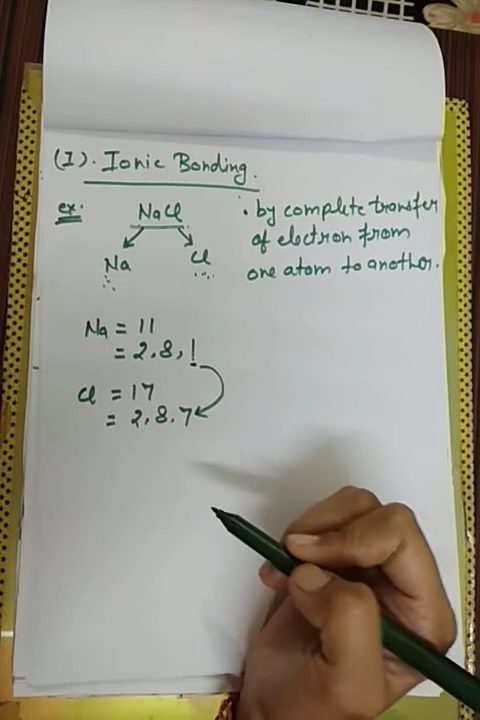 (I). Ionic Bonding.
ex. NaCl
Na Cl
• by complete transfer
of electron from
one atom to another.
Na = 11
= 2,8,1
Cl = 17
= 2,8,7